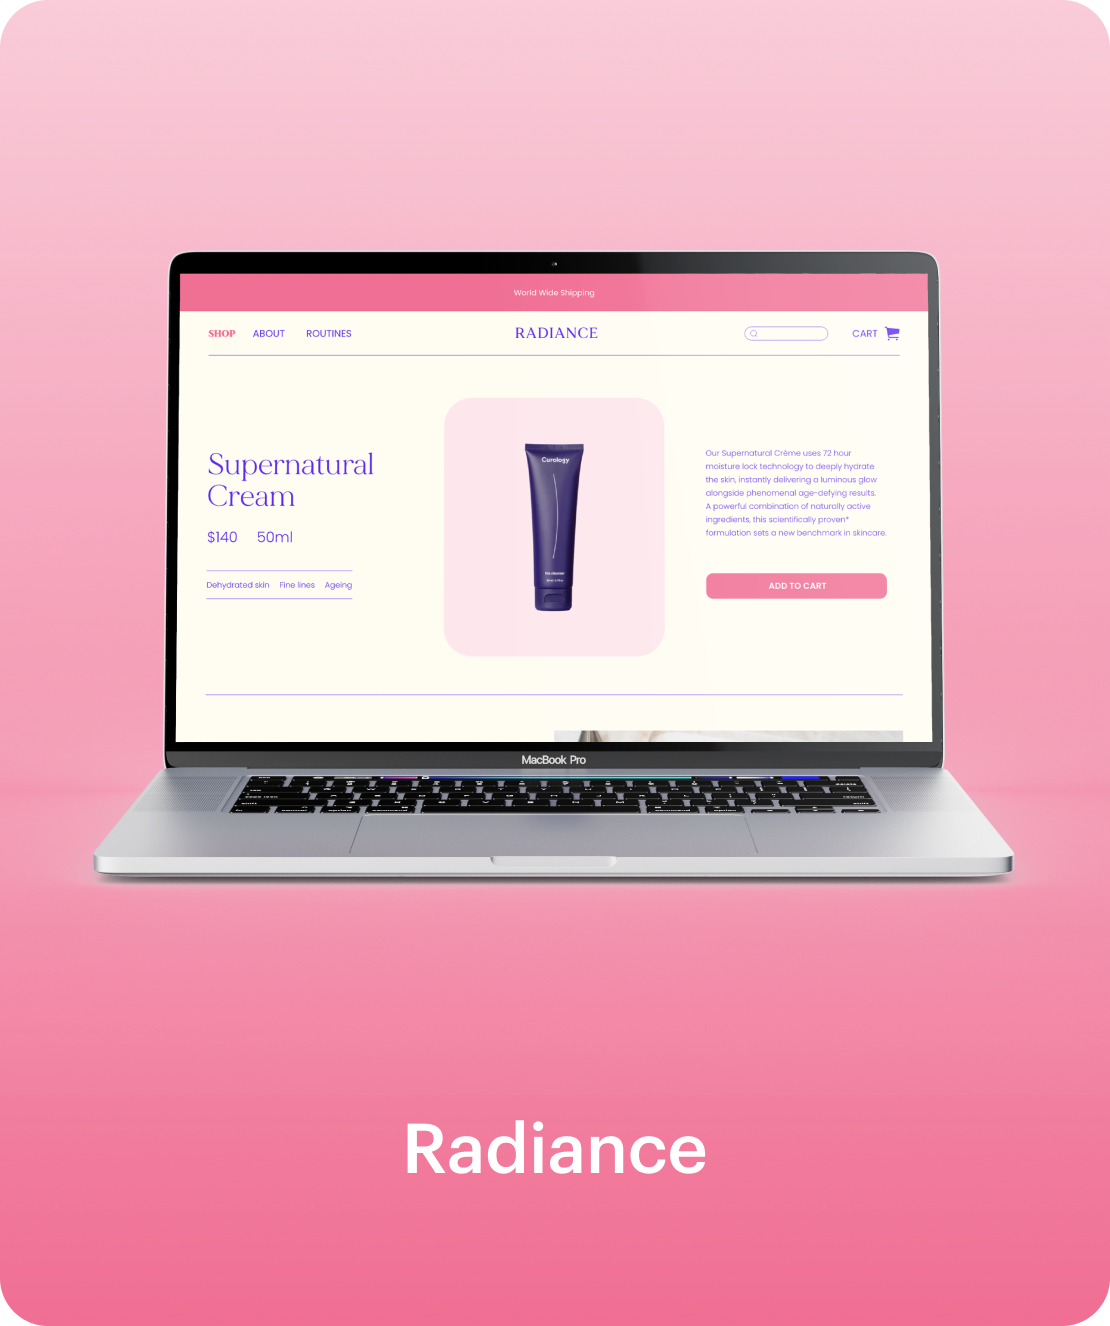 World Wide Shipping
SHOP ABOUT ROUTINES RADIANCE CART
Supernatural
Cream
$140 50ml
Dehydrated skin Fine lines Ageing
Curology
Our Supernatural Crème uses 72 hour
moisture lock technology to deeply hydrate
the skin, instantly delivering a luminous glow
alongside phenomenal age-defying results.
A powerful combination of naturally active
ingredients, this scientifically proven*
formulation sets a new benchmark in skincare.
ADD TO CART
MacBook Pro
Radiance